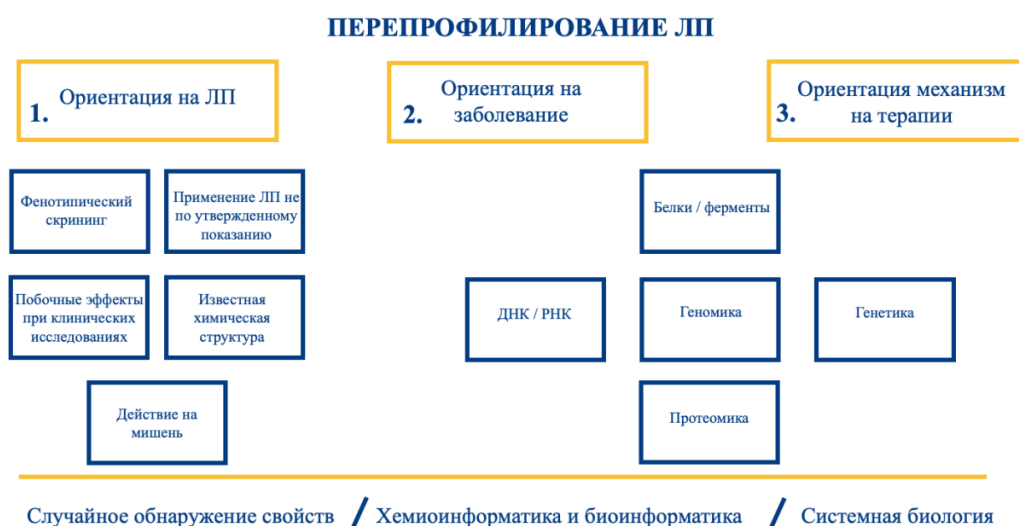 ПЕРЕПРОФИЛИРОВАНИЕ ЛП
1.
Ориентация на ЛП
2.
Ориентация на
заболевание
3.
Ориентация механизм
на терапии
Фенотипический
скрининг
Применение ЛП не
по утвержденному
показанию
Белки / ферменты
Побочные эффекты
при клинических
исследованиях
Известная
химическая
структура
ДНК / РНК
Геномика
Генетика
Действие на
мишень
Протеомика
Случайное обнаружение свойств / Хемиоинформатика и биоинформатика / Системная биология